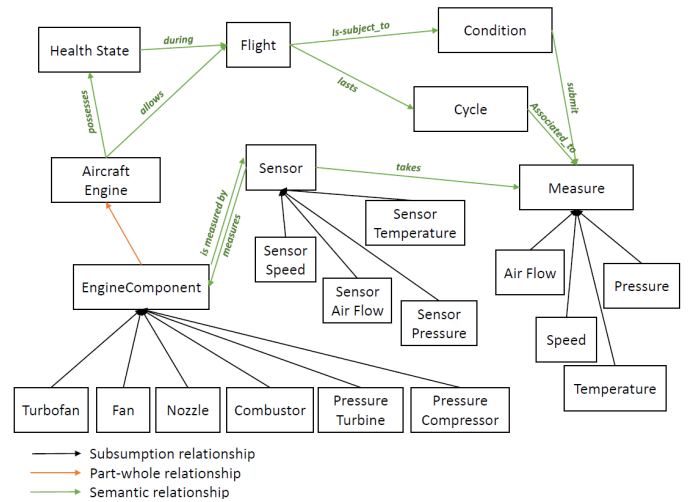 Health State
during
Flight
Is-subject_to
Condition
possesses
allows
lasts
Cycle
submit
Associated_to
Aircraft
Engine
Sensor
takes
Measure
is measured by
measures
Sensor
Temperature
Sensor
Speed
Sensor
Air Flow
Sensor
Pressure
Air Flow
Pressure
Speed
Temperature
EngineComponent
Turbofan
Fan
Nozzle
Combustor
Pressure
Turbine
Pressure
Compressor
Subsumption relationship
Part-whole relationship
Semantic relationship